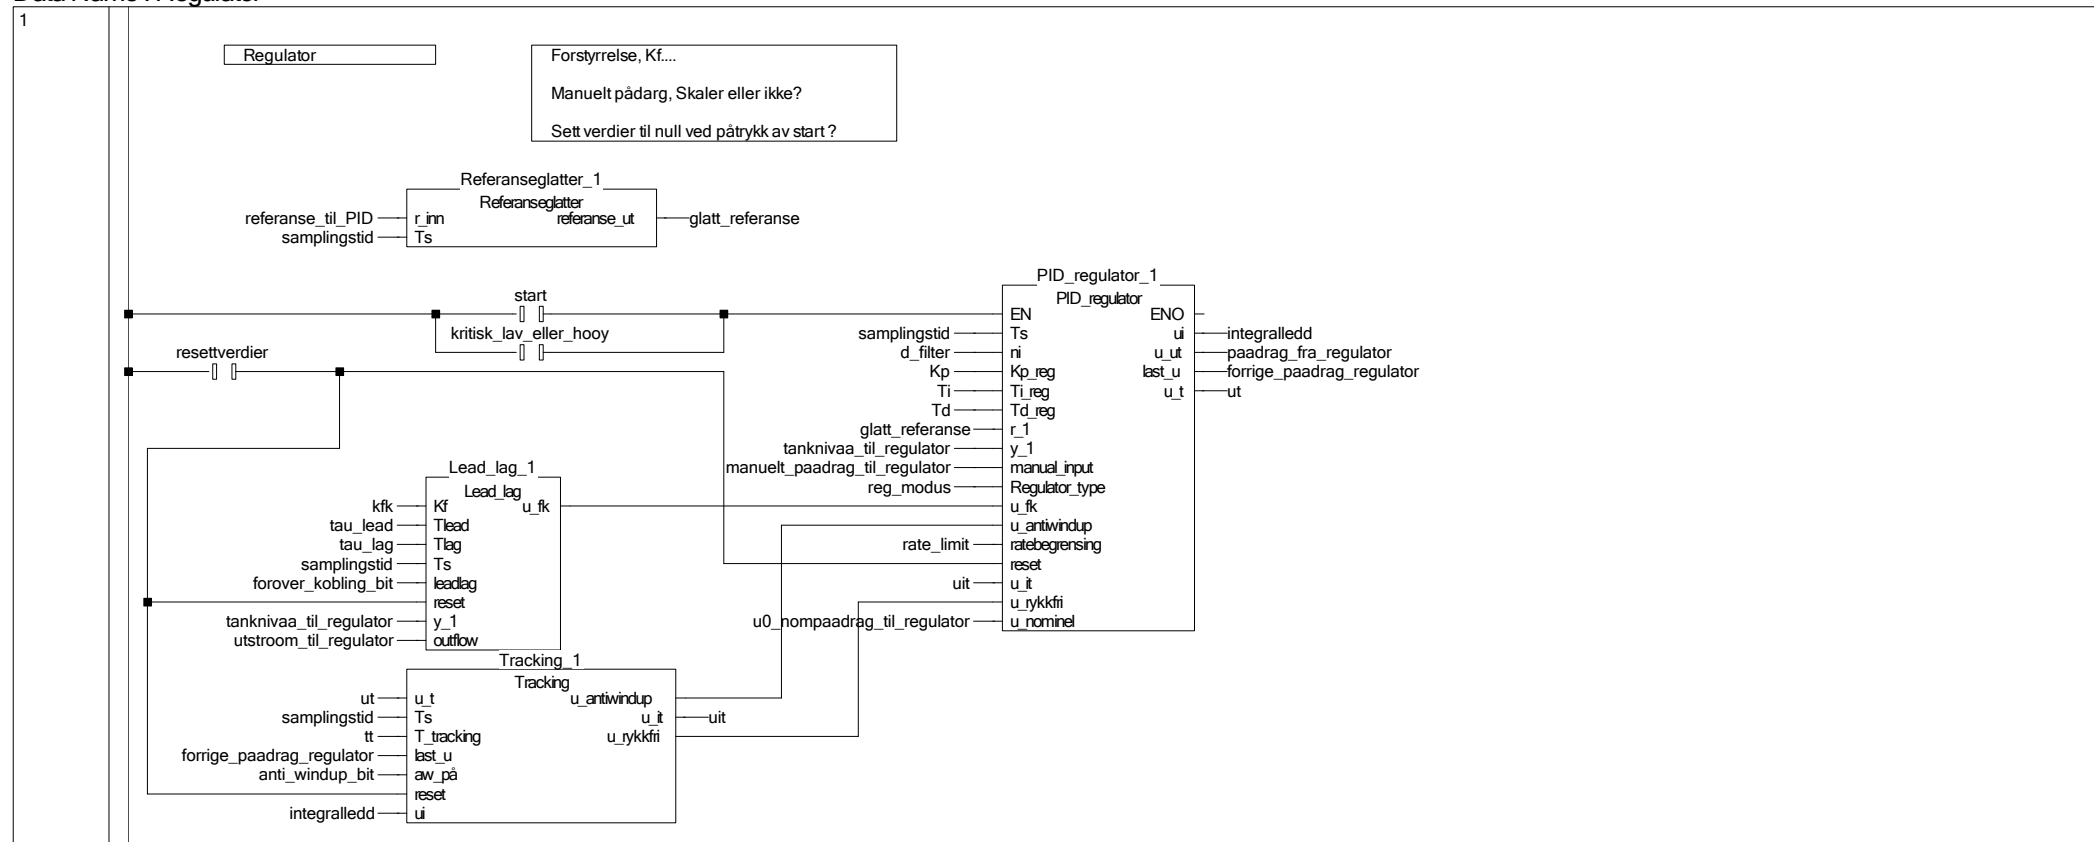 1
Regulator
Forstyrrelse, Kf....
Manuelt pådarg, Skaler eller ikke?
Sett verdier til null ved påtrykk av start ?
Referanseglatter_1
Referanseglatter
referanse_til_PID r_inn referanse_ut glatt_referanse
samplingstid Ts
PID_regulator_1
PID_regulator
start
EN ENO
kritisk_lav_eller_hooy
samplingstid Ts ui integralledd
resettverdier
d_filter ni u_ut paadrag_fra_regulator
Kp Kp_reg last_u forrige_paadrag_regulator
Ti Ti_reg u_t ut
Td Td_reg
glatt_referanse r_1
tanknivaa_til_regulator y_1
manuelt_paadrag_til_regulator manual_input
reg_modus Regulator_type
u_fk
u_antiwindup
rate_limit ratebegrensing
reset
uit u_it
u_rykkfri
u0_nompaadrag_til_regulator u_nominel
Lead_lag_1
Lead_lag
kfk Kf u_fk
tau_lead Tlead
tau_lag Tlag
samplingstid Ts
forover_kobling_bit leadlag
reset
tanknivaa_til_regulator y_1
utstroom_til_regulator outflow
Tracking_1
Tracking
ut u_t u_antiwindup
samplingstid Ts u_it uit
tt T_tracking u_rykkfri
forrige_paadrag_regulator last_u
anti_windup_bit aw_på
reset
integralledd ui